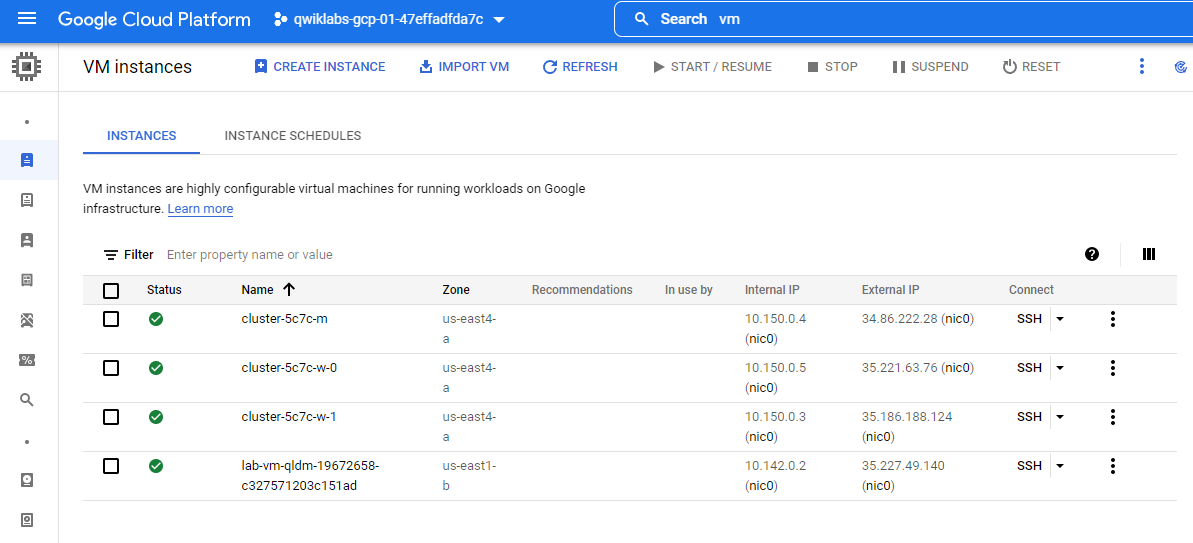 Google Cloud Platform
qwiklabs-gcp-01-47effadfda7c
Search vm
VM instances
CREATE INSTANCE
IMPORT VM
REFRESH
START / RESUME
STOP
SUSPEND
RESET
INSTANCES
INSTANCE SCHEDULES
VM instances are highly configurable virtual machines for running workloads on Google
infrastructure. Learn more
Filter Enter property name or value
Status Name Zone Recommendations In use by Internal IP External IP Connect
cluster-5c7c-m us-east4- 10.150.0.4 34.86.222.28 (nic0) SSH
a (nic0)
cluster-5c7c-w-0 us-east4- 10.150.0.5 35.221.63.76 (nic0) SSH
a (nic0)
cluster-5c7c-w-1 us-east4- 10.150.0.3 35.186.188.124 SSH
a (nic0) (nic0)
lab-vm-qldm-19672658- us-east1- 10.142.0.2 35.227.49.140 SSH
c327571203c151ad b (nic0) (nic0)